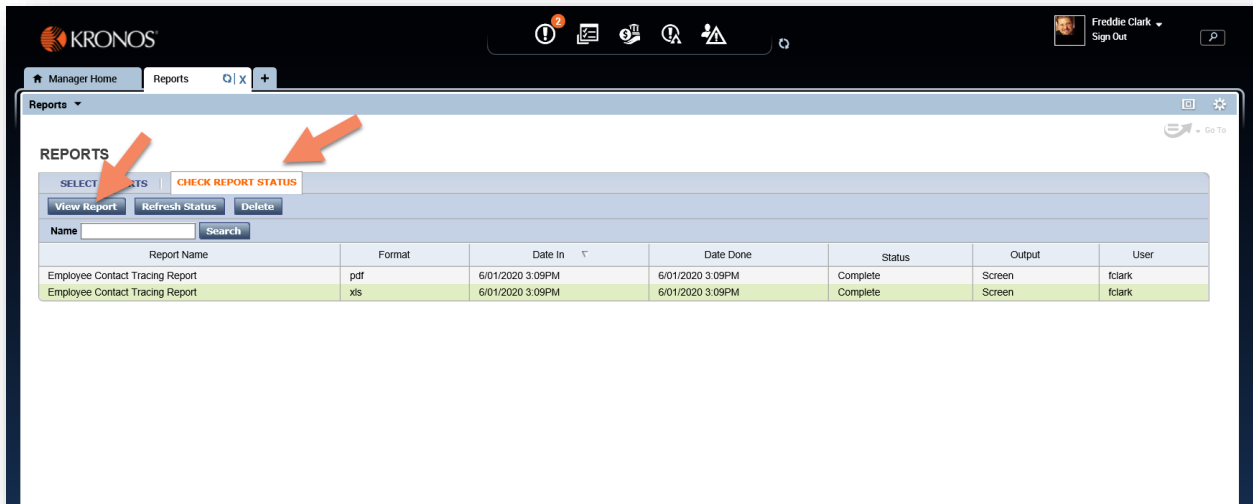 KRONOS®
2
Freddie Clark
Sign Out
Manager Home Reports X +
Reports
Go To
REPORTS
SELECT RTS | CHECK REPORT STATUS
View Report Refresh Status Delete
Name Search
Report Name Format Date In Date Done Status Output User
Employee Contact Tracing Report pdf 6/01/2020 3:09PM 6/01/2020 3:09PM Complete Screen fclark
Employee Contact Tracing Report xls 6/01/2020 3:09PM 6/01/2020 3:09PM Complete Screen fclark